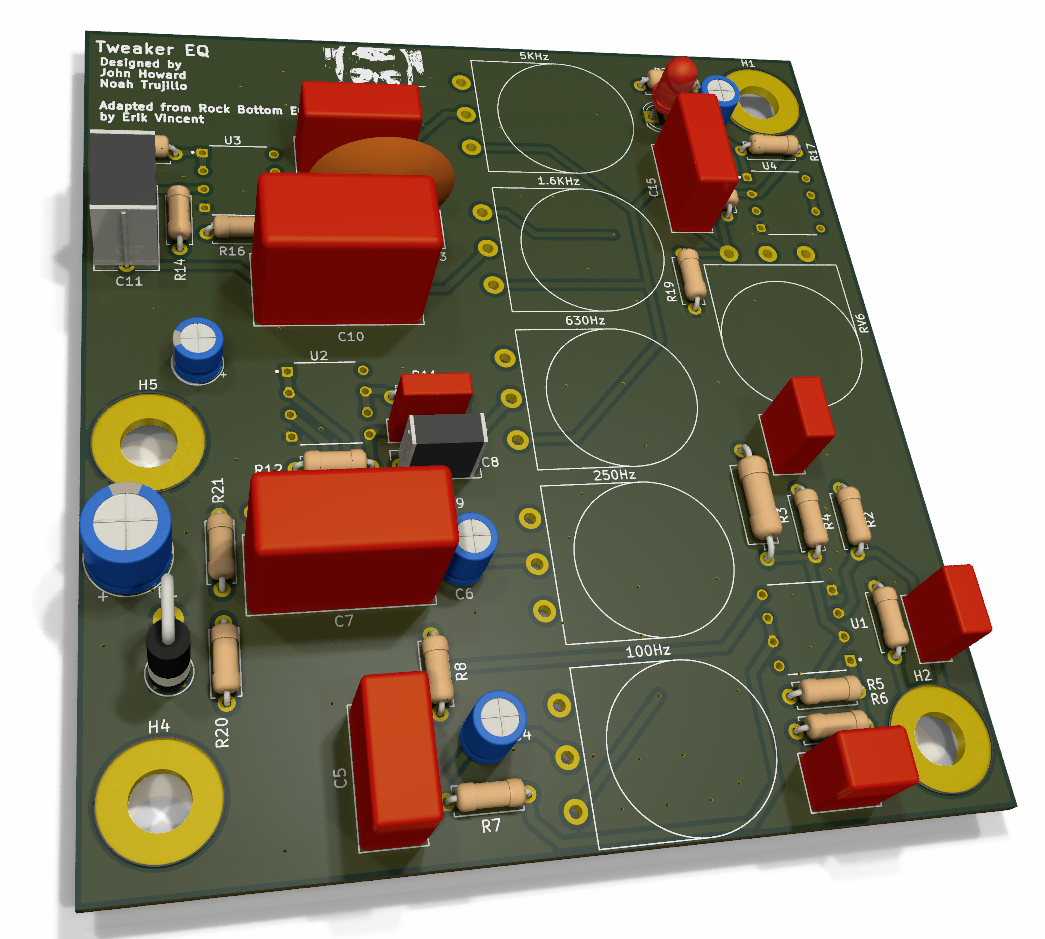 Tweaker EQ
Designed by
John Howard
Noah Trujillo
Adapted from Rock Bottom E
by Erik Vincent
5KHz
H1
U3
R17
U4
1.6KHz
C15
R16
R14
C11
R19
630Hz
RV6
C10
U2
H5
C8
R12
250Hz
R21
R3
R4
R2
+
C6
C7
U1
100Hz
R8
R5
R6
H2
R20
H4
C5
R7